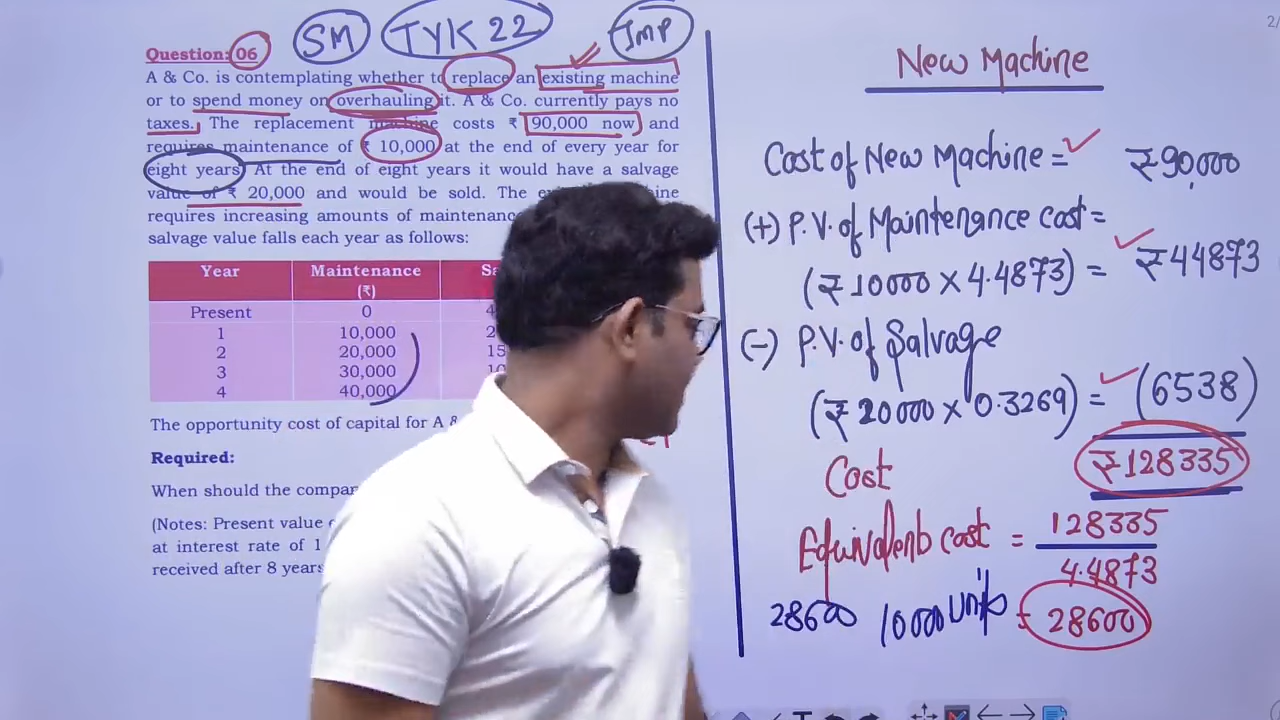 SM TYK 22 IMP
Question: 06
A & Co. is contemplating whether to replace an existing machine
or to spend money on overhauling it. A & Co. currently pays no
taxes. The replacement machine costs ₹ 90,000 now and
requires maintenance of ₹ 10,000 at the end of every year for
eight years. At the end of eight years it would have a salvage
value of ₹ 20,000 and would be sold. The
requires increasing amounts of maintenance
salvage value falls each year as follows:
Year Maintenance
(₹)
Present 0 4
1 10,000 2
2 20,000 15
3 30,000 10
4 40,000
The opportunity cost of capital for A &
Required:
When should the
(Notes: Present value
at interest rate of 1
received after 8 years
New Machine
Cost of New Machine = ₹90,000
(+) P.V. of Maintenance cost =
(₹10000 × 4.4873) = ₹44873
(-) P.V. of Salvage
(₹20000 × 0.3269) = (6538)
Cost ₹128335
Equivalent cost = 128335
4.4873
28600 10000 units = 28600